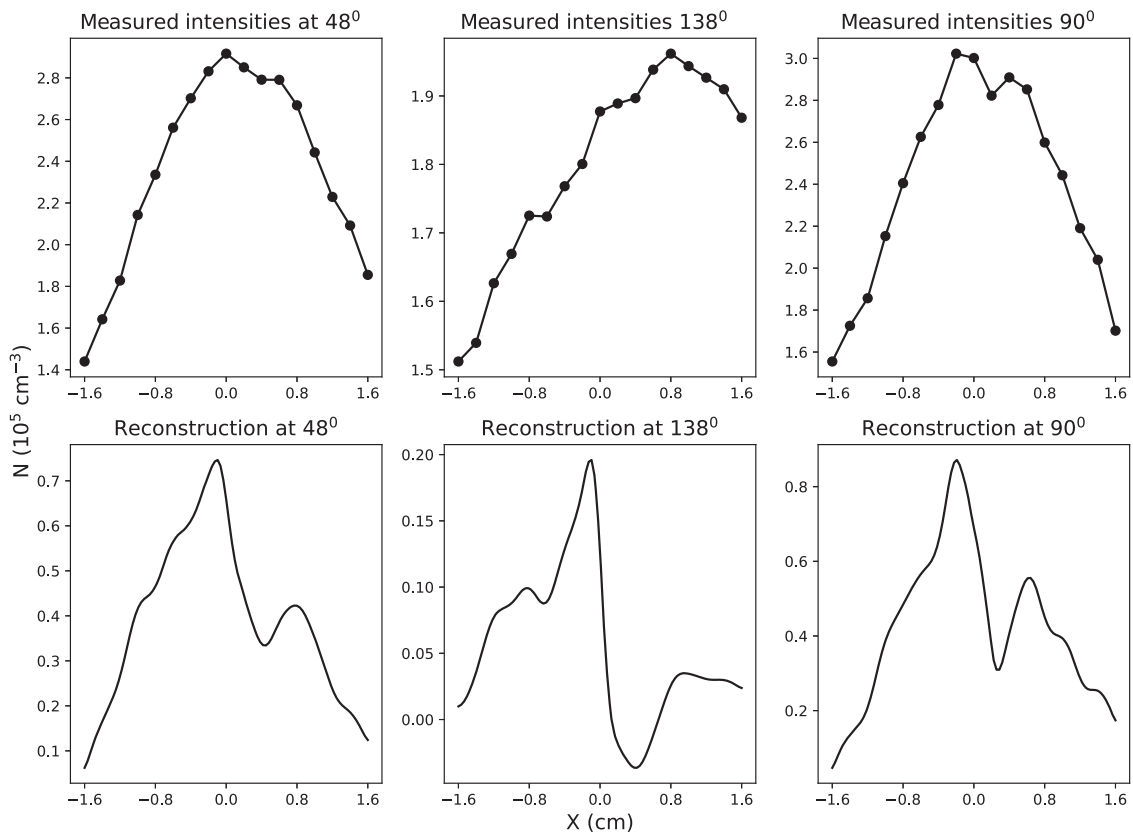 Measured intensities at 48⁰ Measured intensities 138⁰ Measured intensities 90⁰
2.8 1.9 3.0
2.6 2.8
2.4 1.8 2.6
2.2 2.4
2.0 1.7 2.2
1.8 2.0
1.6 1.6 1.8
1.4 1.5 1.6
−1.6 −0.8 0.0 0.8 1.6 −1.6 −0.8 0.0 0.8 1.6 −1.6 −0.8 0.0 0.8 1.6
N (10⁵ cm⁻³)
Reconstruction at 48⁰ Reconstruction at 138⁰ Reconstruction at 90⁰
0.7 0.20 0.8
0.6 0.15
0.5 0.6
0.4 0.10
0.3 0.05 0.4
0.2 0.00 0.2
0.1
−1.6 −0.8 0.0 0.8 1.6 −1.6 −0.8 0.0 0.8 1.6 −1.6 −0.8 0.0 0.8 1.6
X (cm)